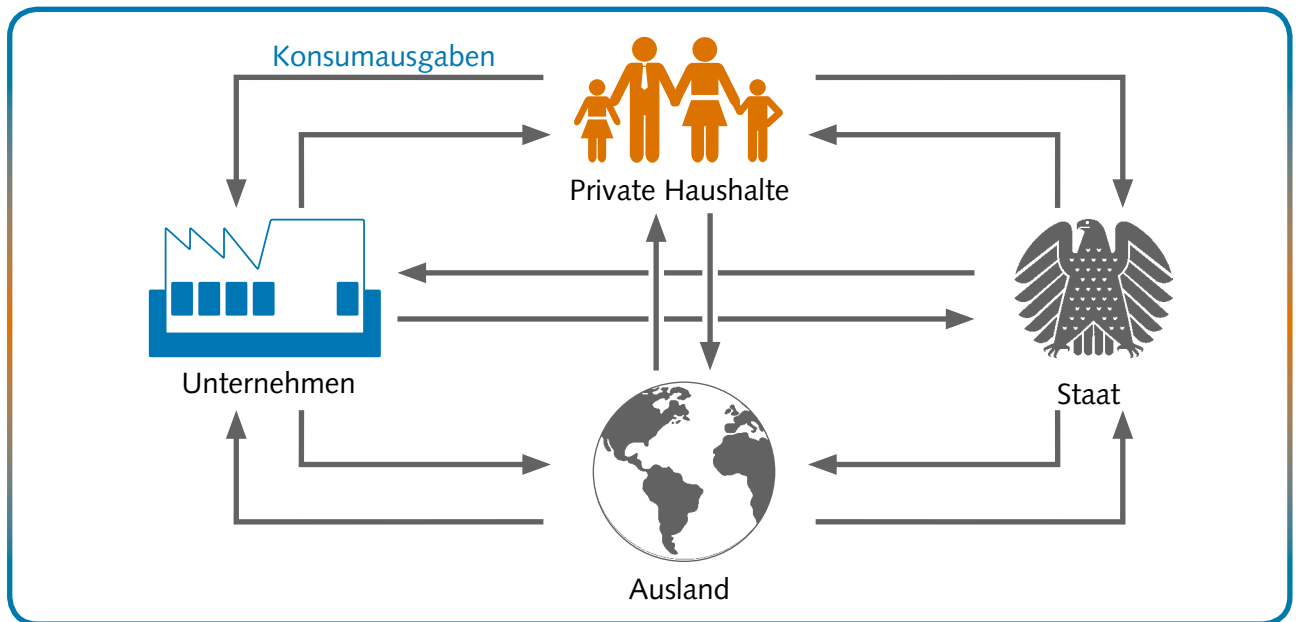 Konsumausgaben
Private Haushalte
Unternehmen
Staat
Ausland